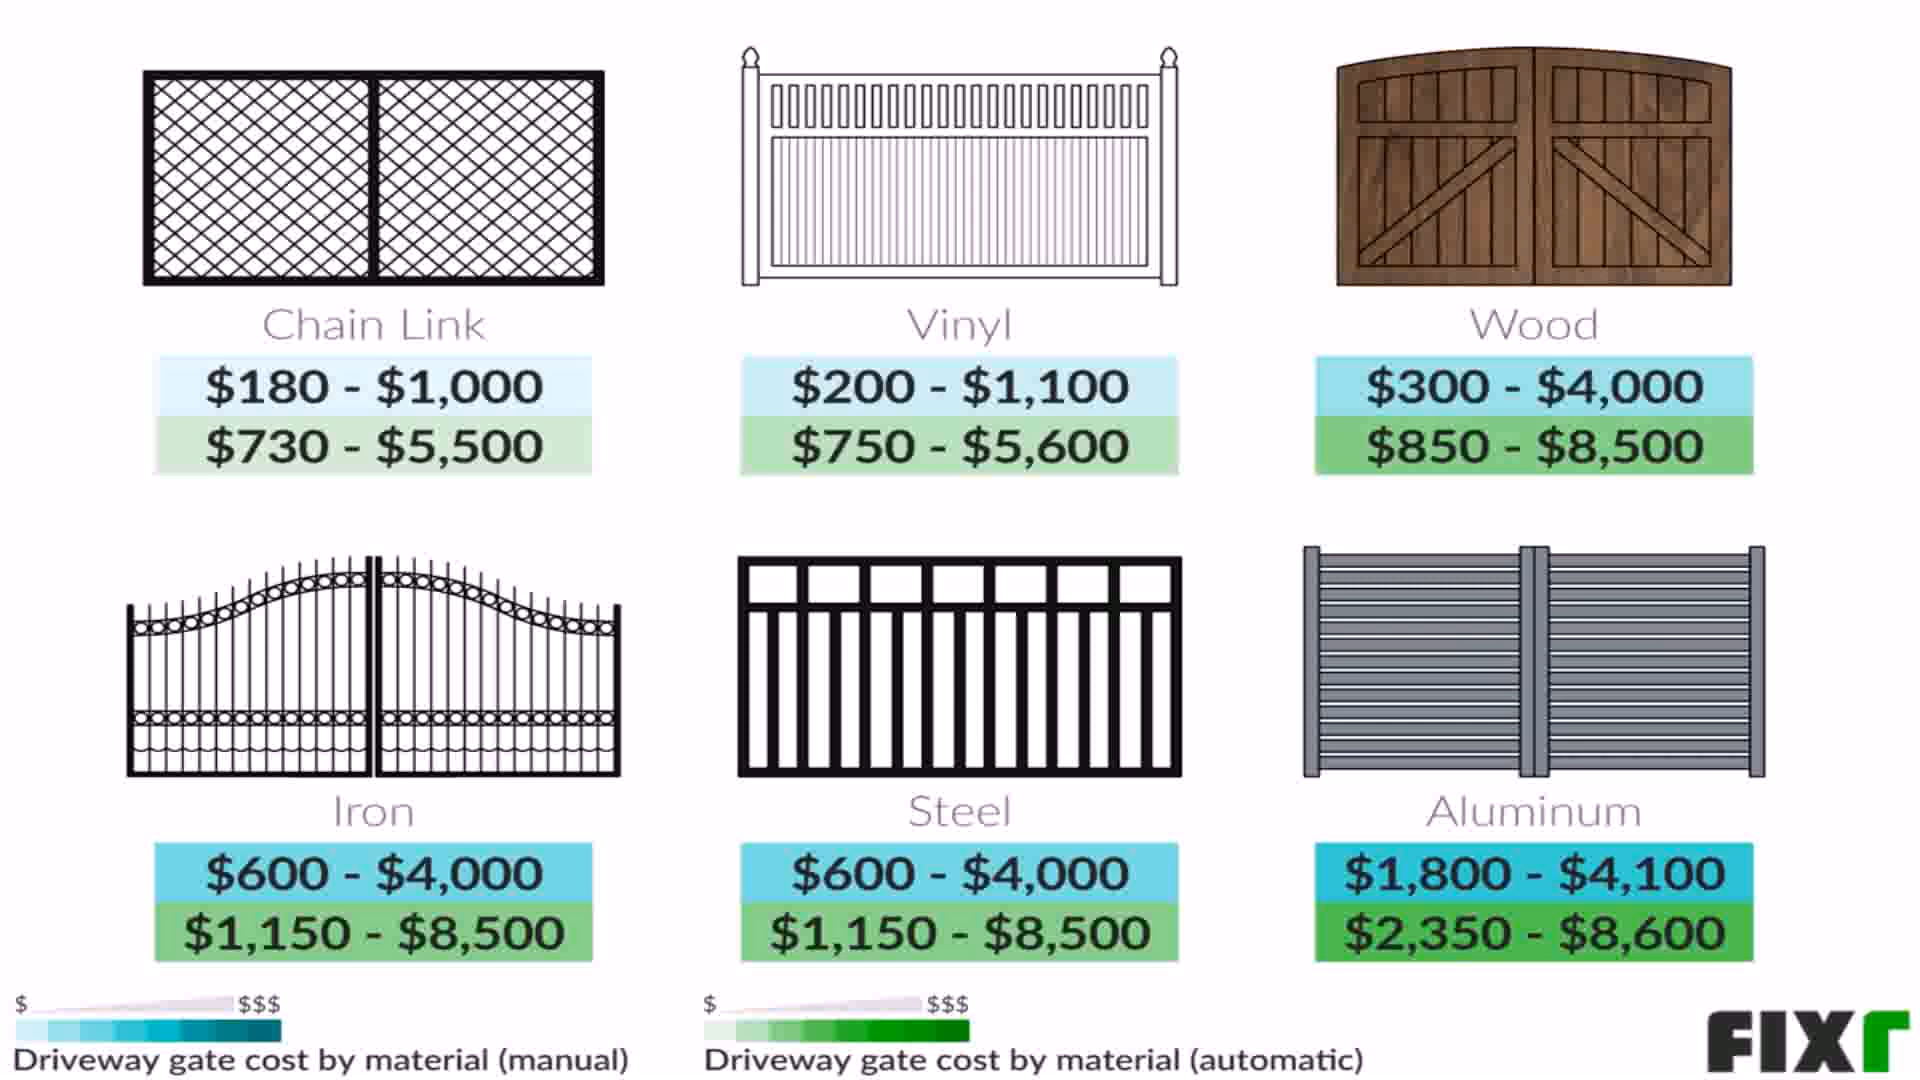 Chain Link
$180 - $1,000
$730 - $5,500
Vinyl
$200 - $1,100
$750 - $5,600
Wood
$300 - $4,000
$850 - $8,500
Iron
$600 - $4,000
$1,150 - $8,500
Steel
$600 - $4,000
$1,150 - $8,500
Aluminum
$1,800 - $4,100
$2,350 - $8,600
$ $$$
Driveway gate cost by material (manual)
$ $$$
Driveway gate cost by material (automatic)
FIXr